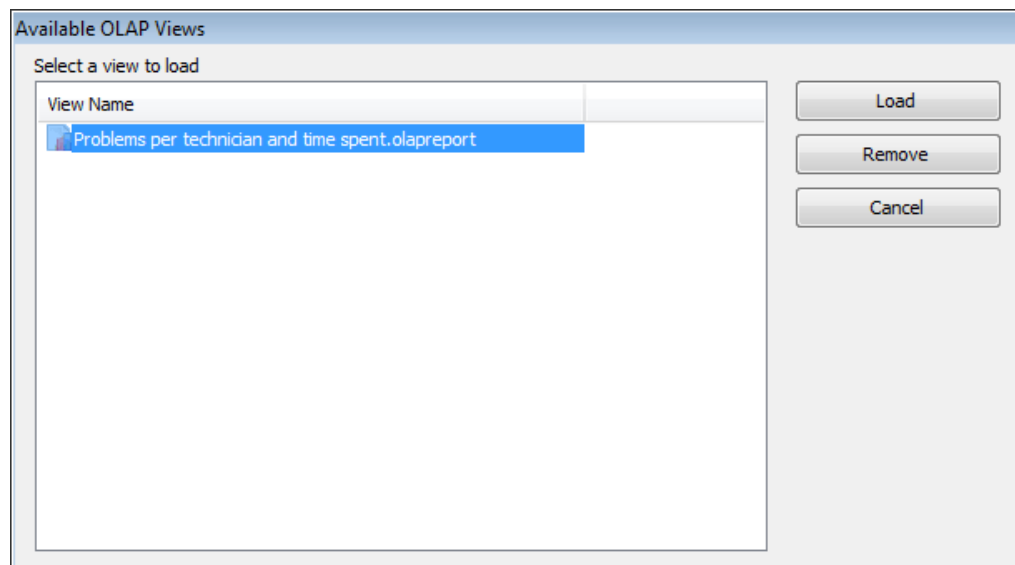 Available OLAP Views
Select a view to load
View Name
Load
Problems per technician and time spent.olapreport
Remove
Cancel